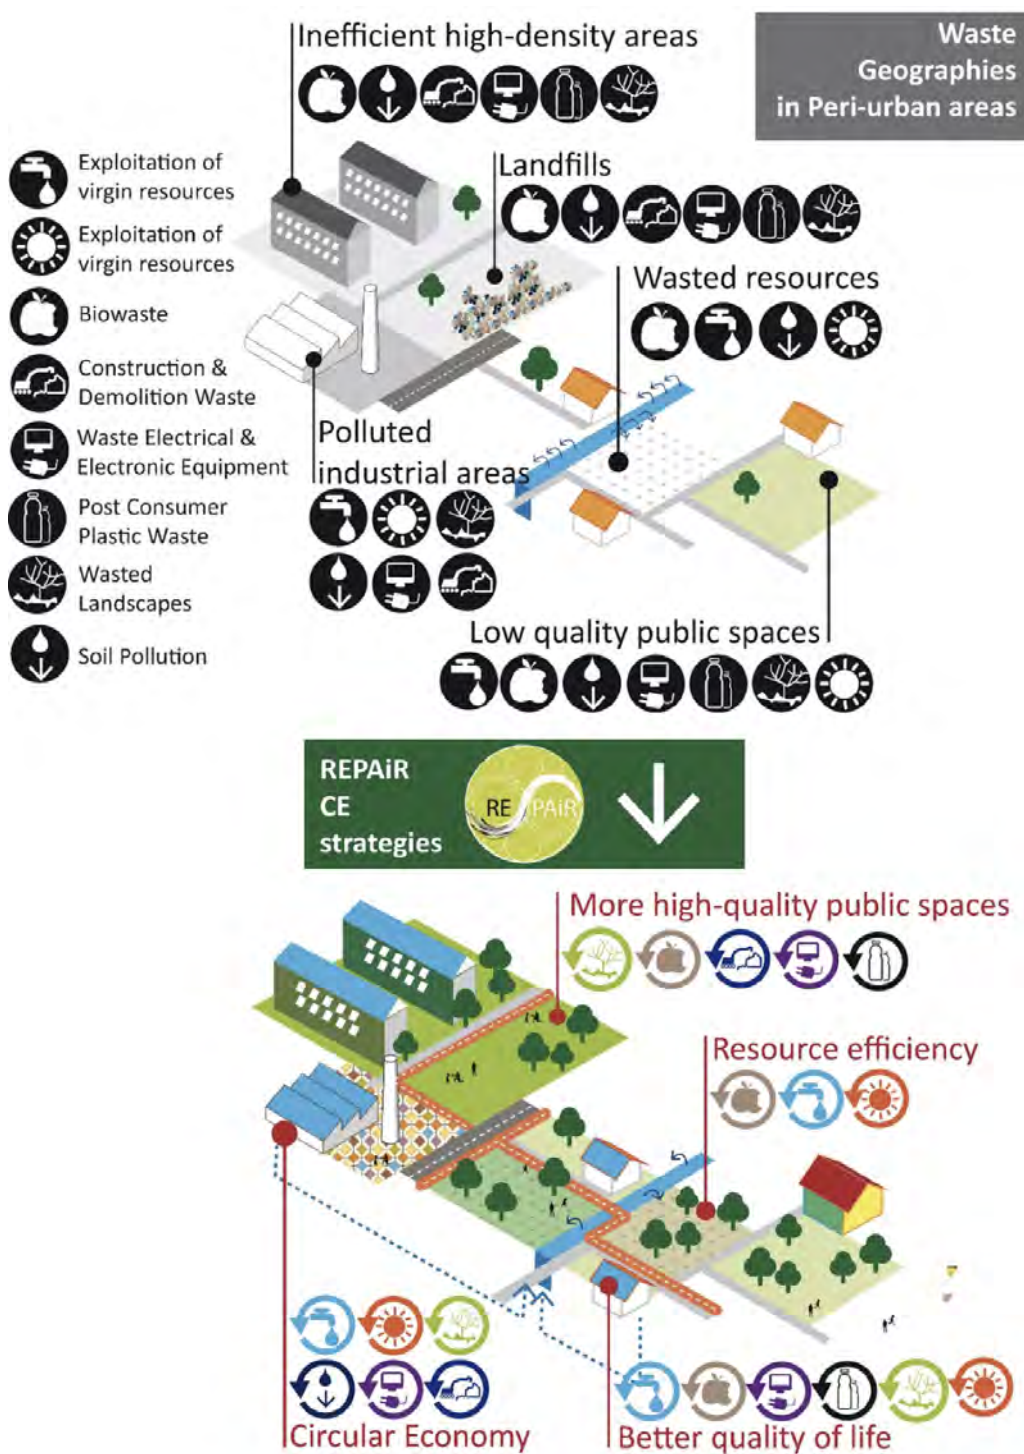 Inefficient high-density areas
Waste
Geographies
in Peri-urban areas
Exploitation of
virgin resources
Exploitation of
virgin resources
Biowaste
Construction &
Demolition Waste
Waste Electrical &
Electronic Equipment
Post Consumer
Plastic Waste
Wasted
Landscapes
Soil Pollution
Landfills
Wasted resources
Polluted
industrial areas
Low quality public spaces
REPAiR
CE
strategies
RE PAiR
More high-quality public spaces
Resource efficiency
Circular Economy
Better quality of life